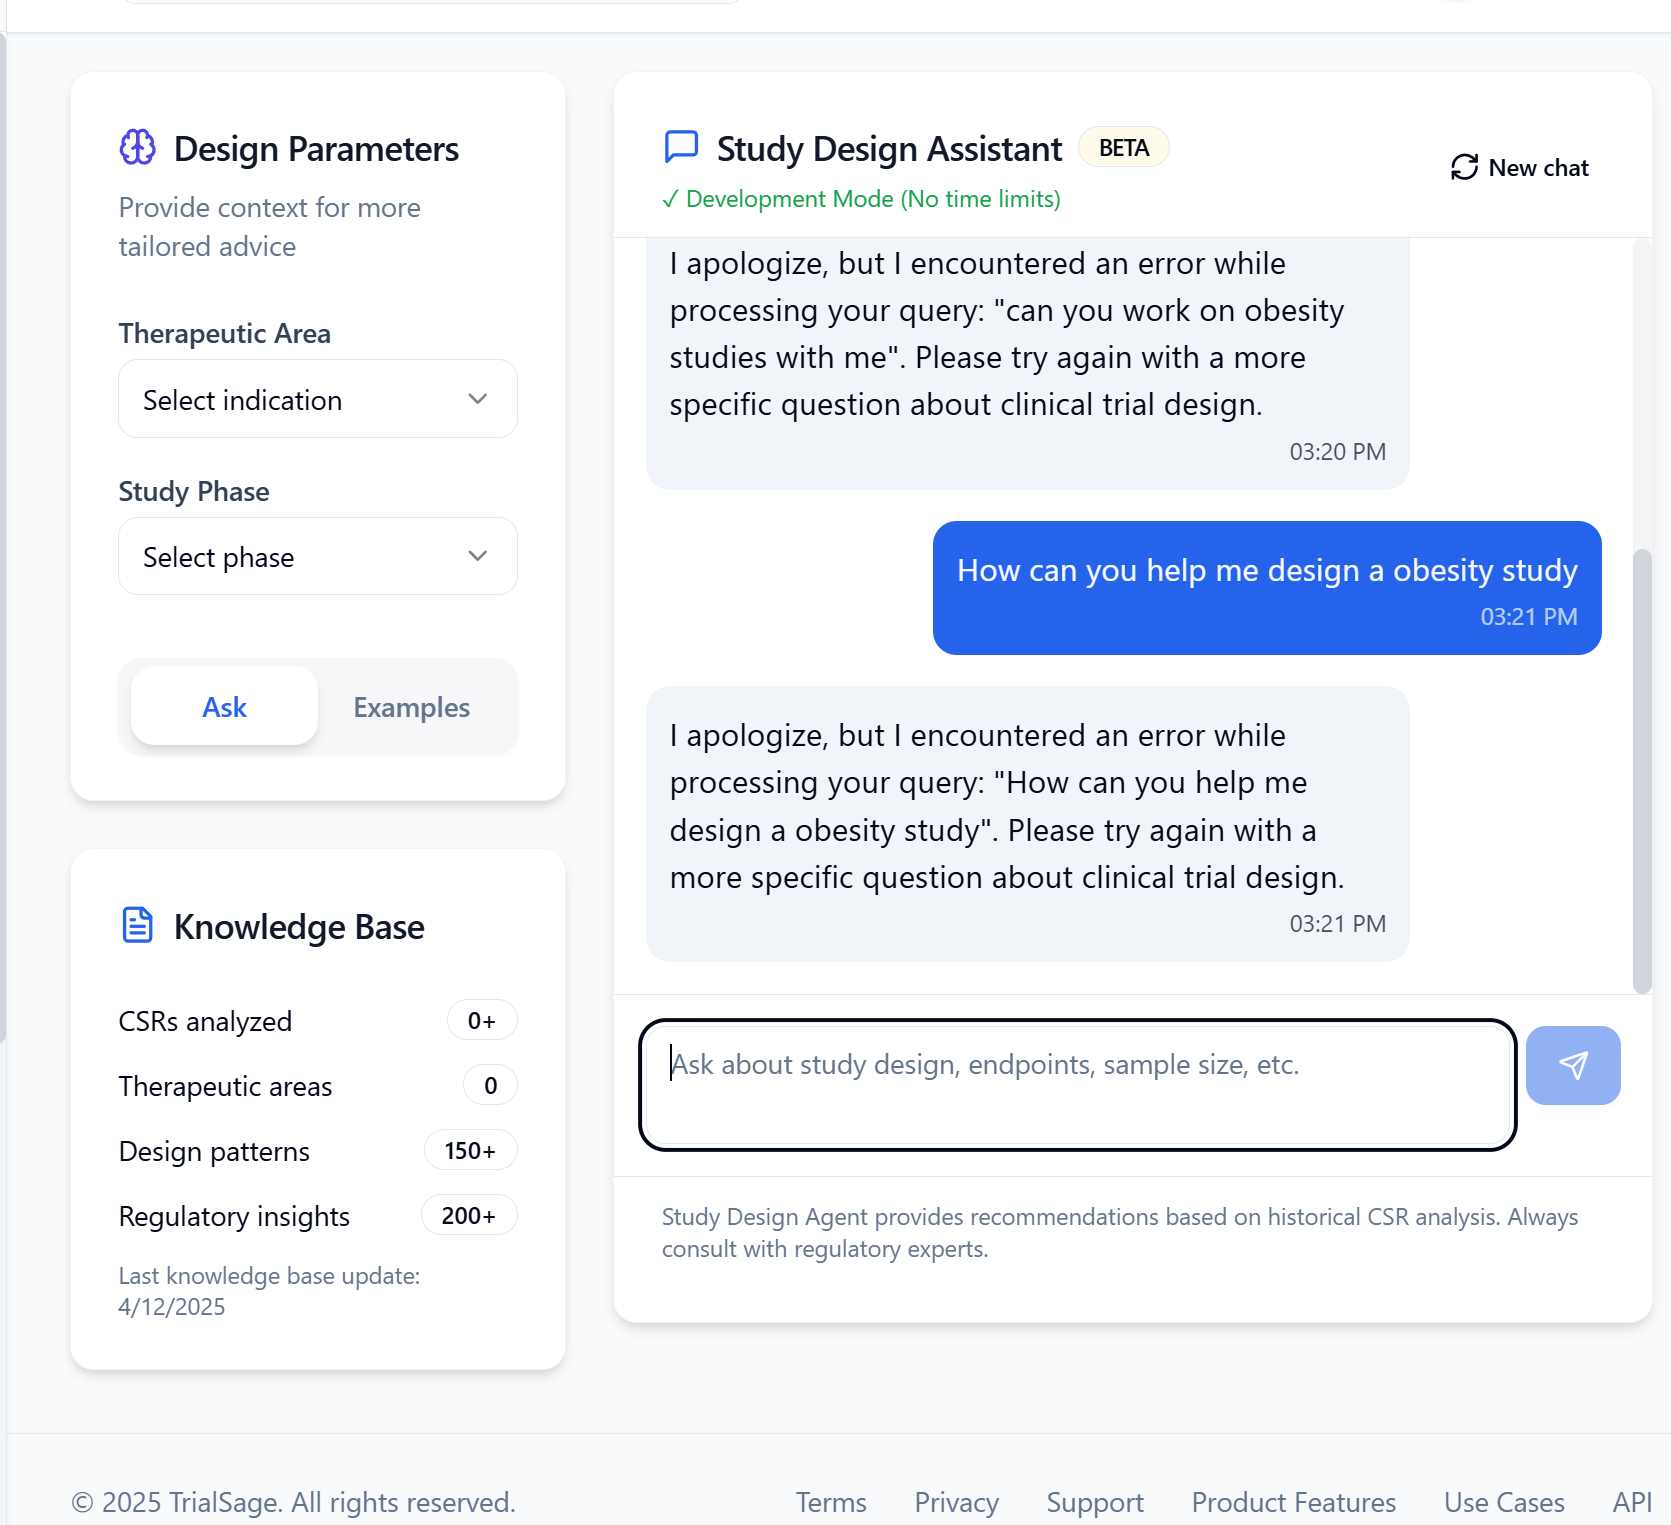 Design Parameters
Provide context for more
tailored advice
Therapeutic Area
Select indication
Study Phase
Select phase
Ask
Examples
Knowledge Base
CSRs analyzed
0+
Therapeutic areas
0
Design patterns
150+
Regulatory insights
200+
Last knowledge base update:
4/12/2025
Study Design Assistant
BETA
✓ Development Mode (No time limits)
New chat
I apologize, but I encountered an error while
processing your query: "can you work on obesity
studies with me". Please try again with a more
specific question about clinical trial design.
03:20 PM
How can you help me design a obesity study
03:21 PM
I apologize, but I encountered an error while
processing your query: "How can you help me
design a obesity study". Please try again with a
more specific question about clinical trial design.
03:21 PM
Ask about study design, endpoints, sample size, etc.
Study Design Agent provides recommendations based on historical CSR analysis. Always
consult with regulatory experts.
© 2025 TrialSage. All rights reserved.
Terms
Privacy
Support
Product Features
Use Cases
API